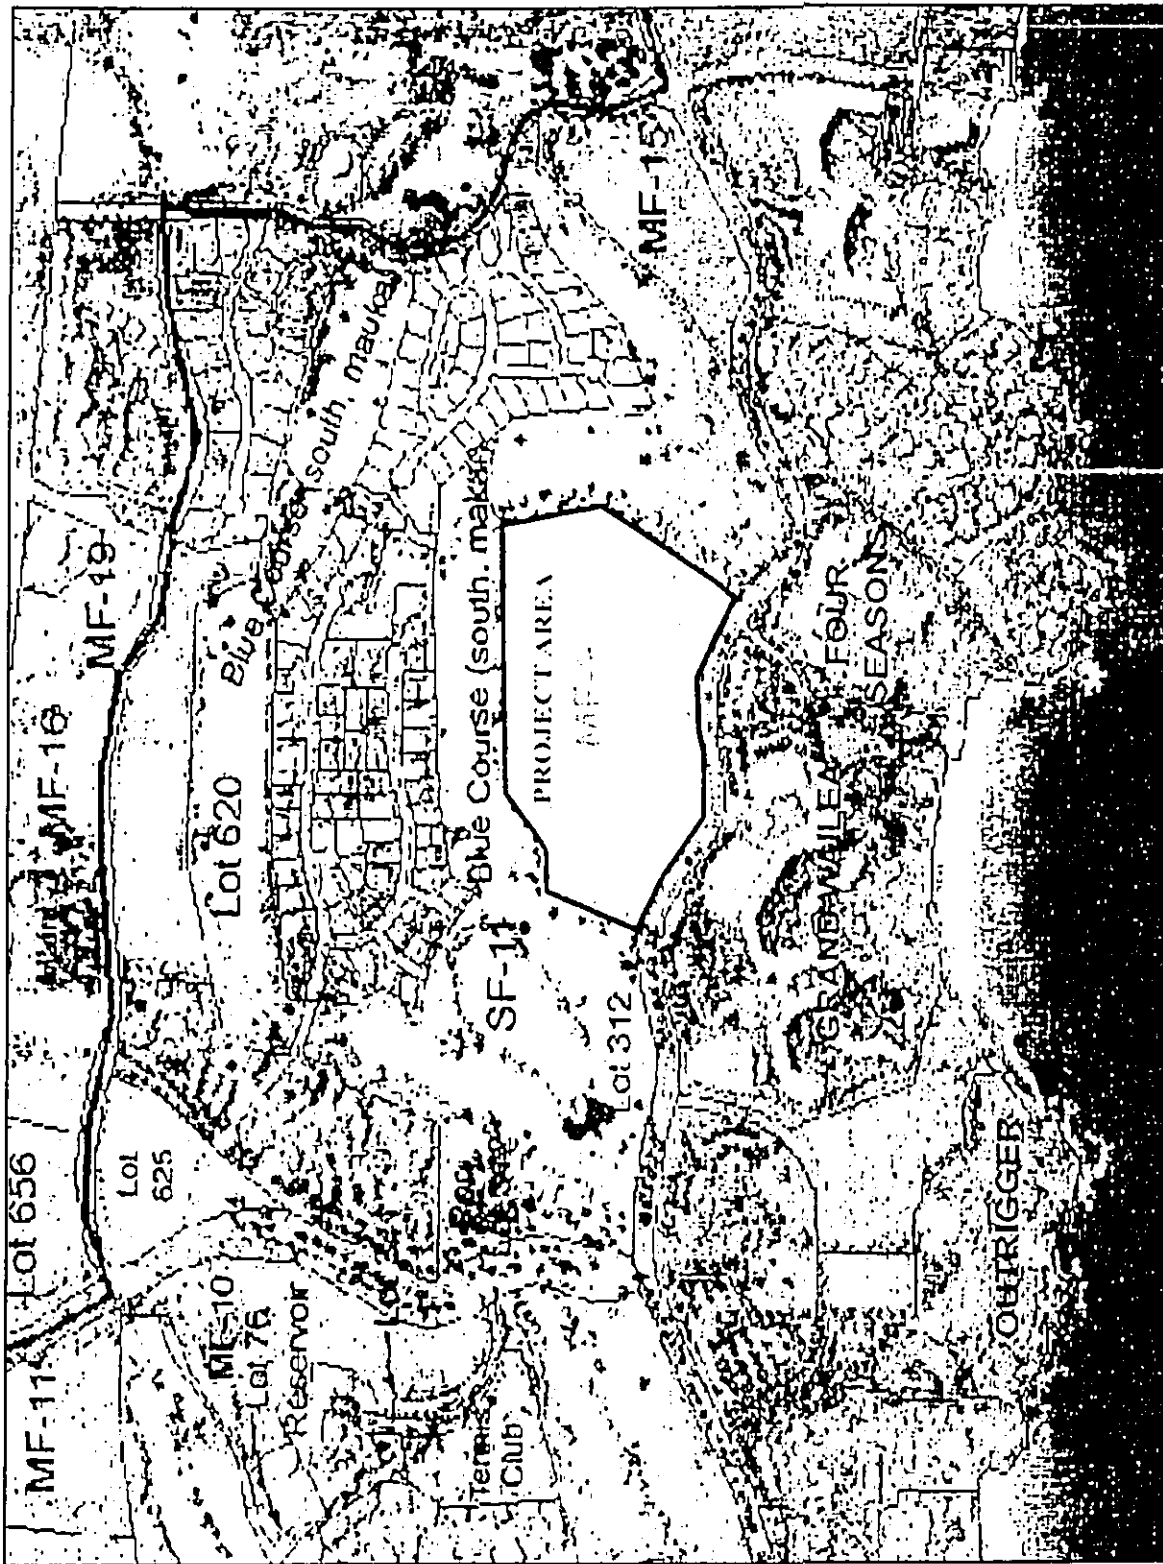 MF-11
Lot 656
MF-10
Lot 76
Reservoir
Lot
625
MF-16
MF-19
Lot 620
Blue Course (south, mauka)
Tennis
Club
SF-11
Blue Course (south. makai)
Lot 312
PROJECT AREA
MF-15
GRAND WAILEA
FOUR
SEASONS
OUTRIGGER